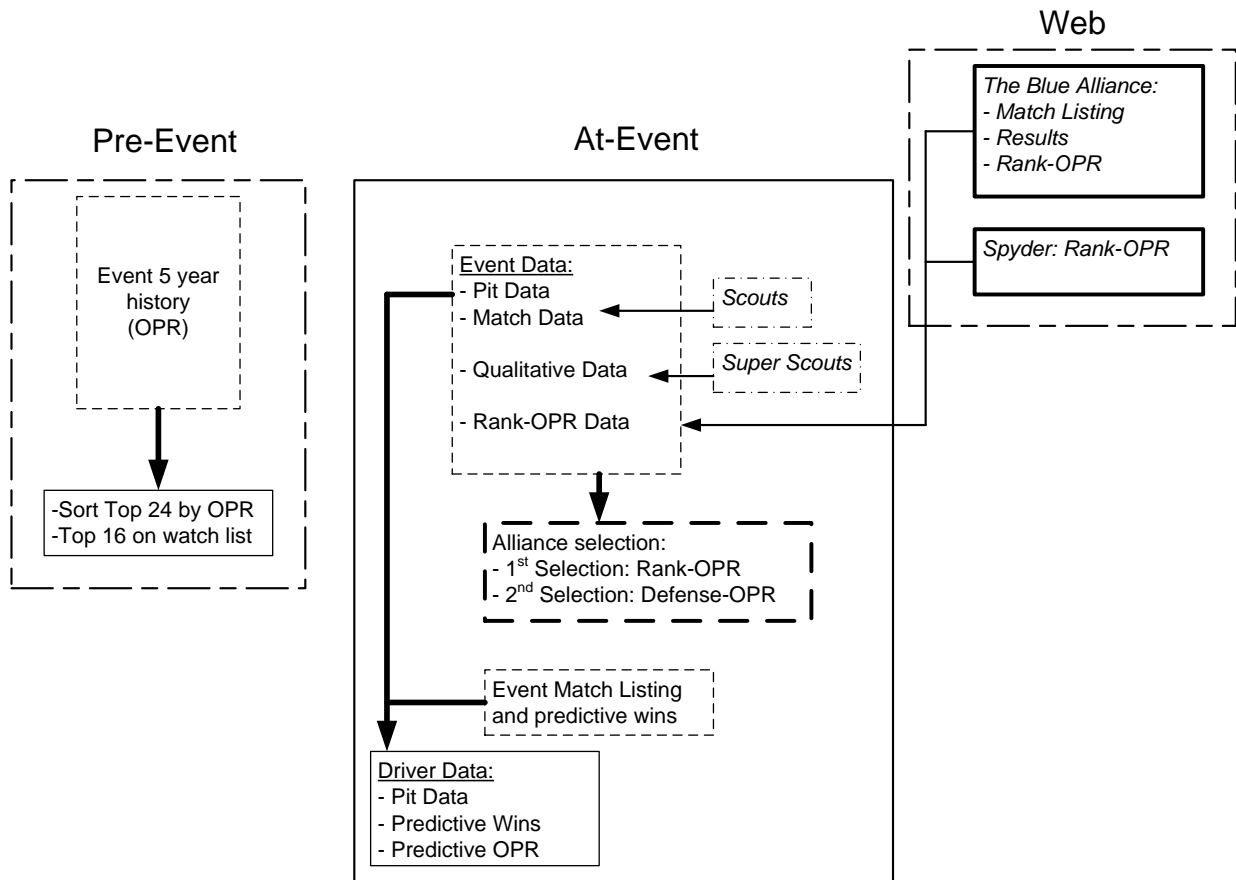 Web
The Blue Alliance:
- Match Listing
- Results
- Rank-OPR
Spyder: Rank-OPR
Pre-Event
Event 5 year
history
(OPR)
-Sort Top 24 by OPR
-Top 16 on watch list
At-Event
Event Data:
- Pit Data
- Match Data
- Qualitative Data
- Rank-OPR Data
Scouts
Super Scouts
Alliance selection:
- 1st Selection: Rank-OPR
- 2nd Selection: Defense-OPR
Event Match Listing
and predictive wins
Driver Data:
- Pit Data
- Predictive Wins
- Predictive OPR